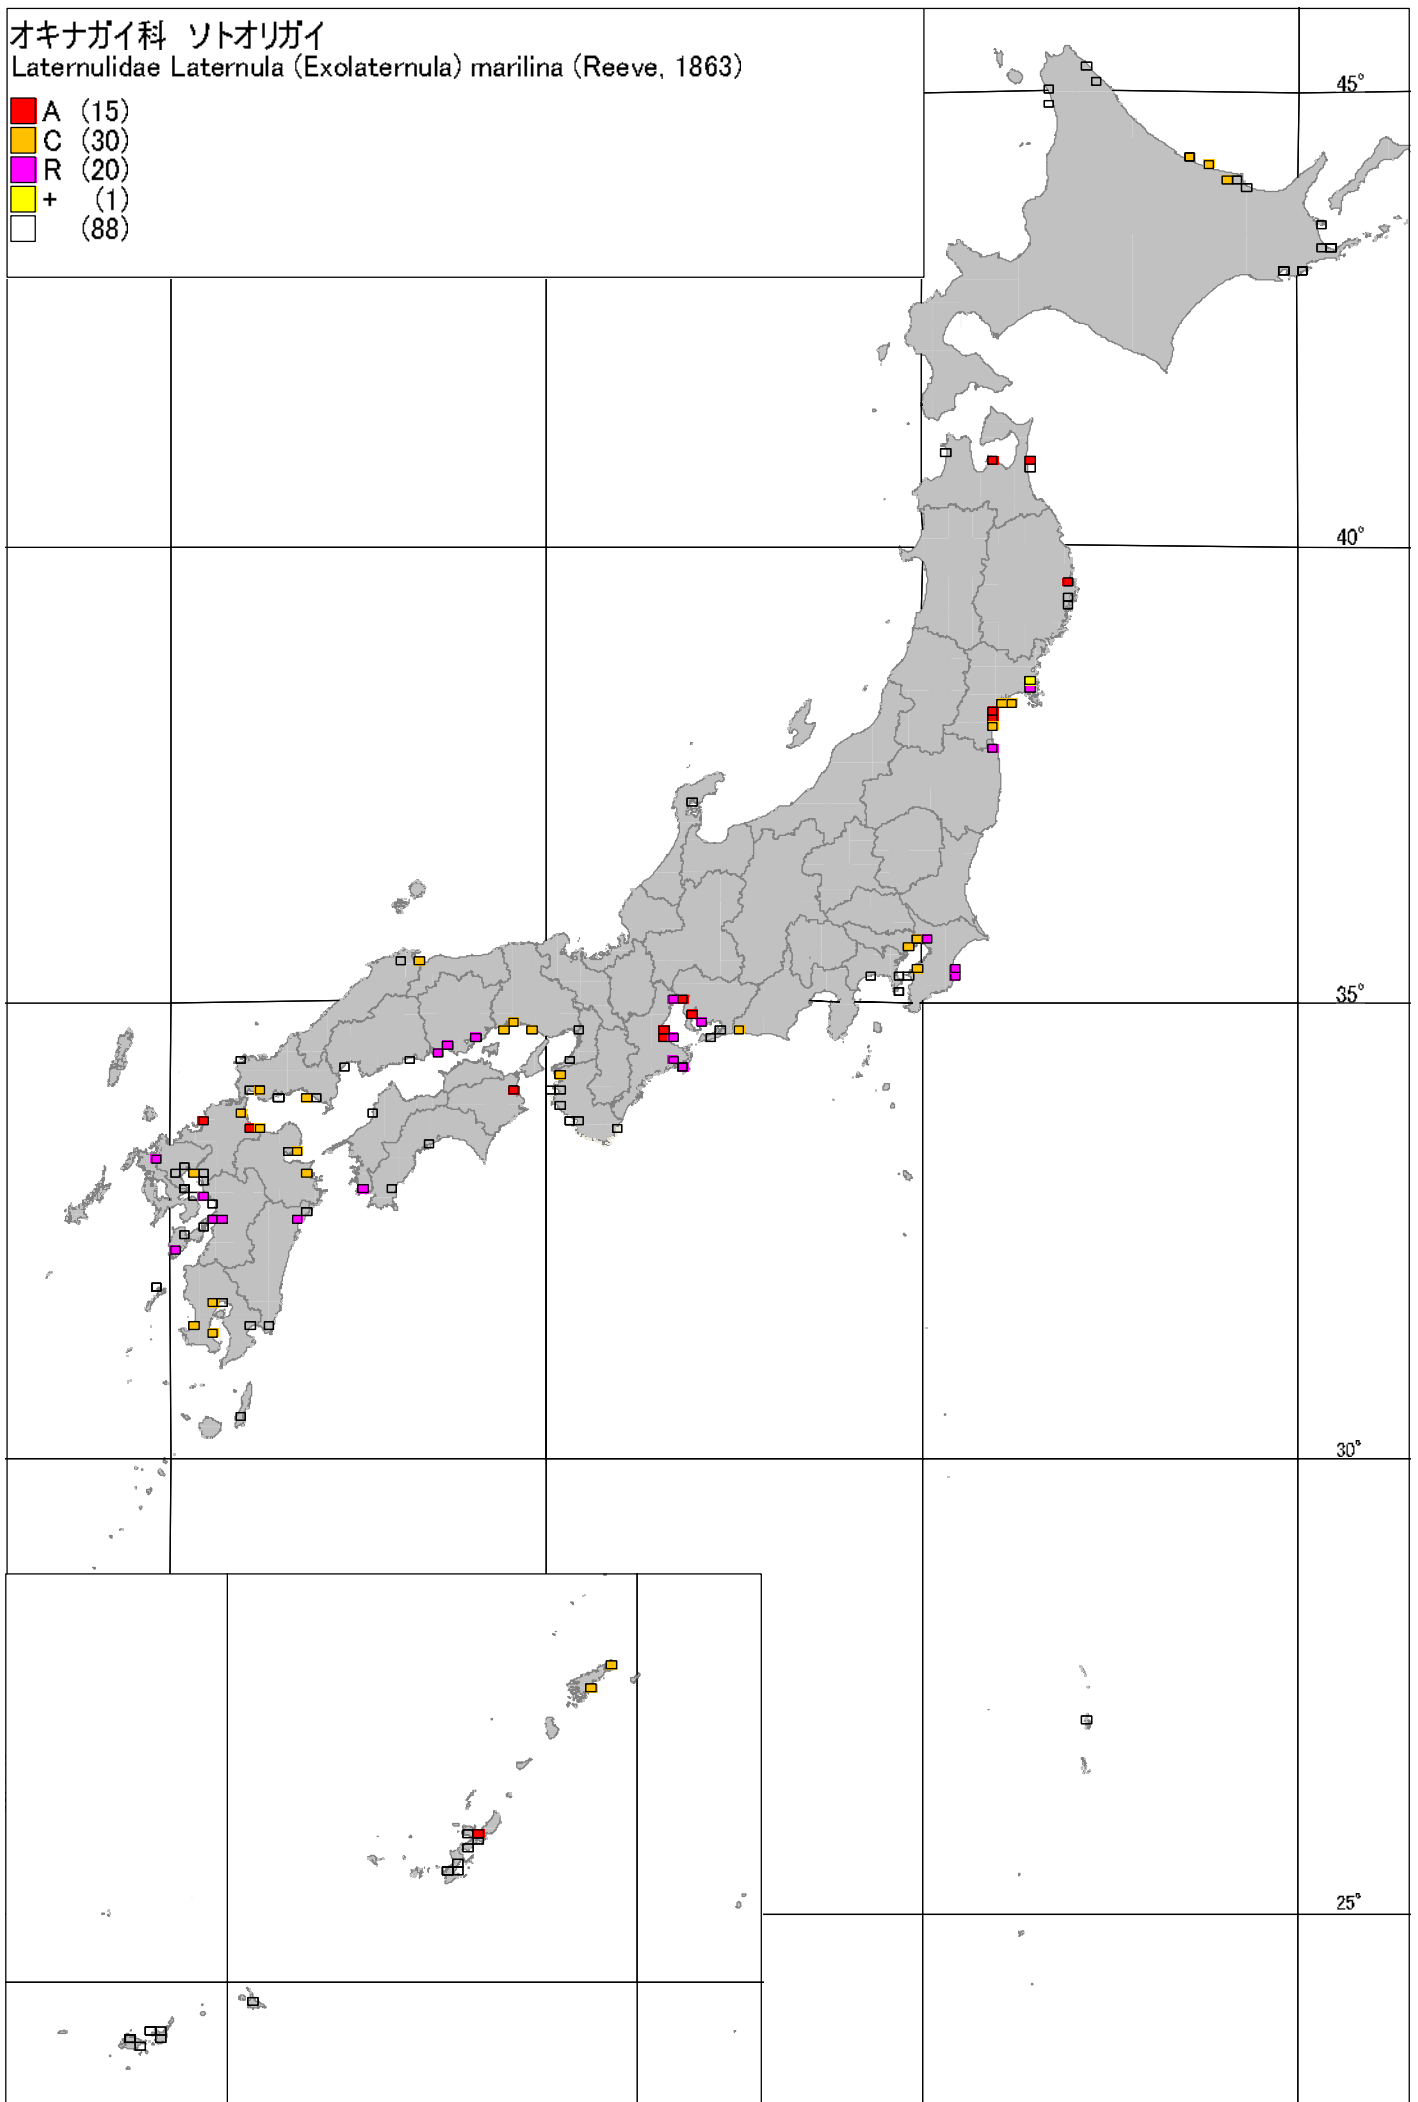 オキナガイ科　ソトオリガイ
Laternulidae Laternula (Exolaternula) marilina (Reeve, 1863)
A (15)
C (30)
R (20)
+ (1)
(88)
45°
40°
35°
30°
25°